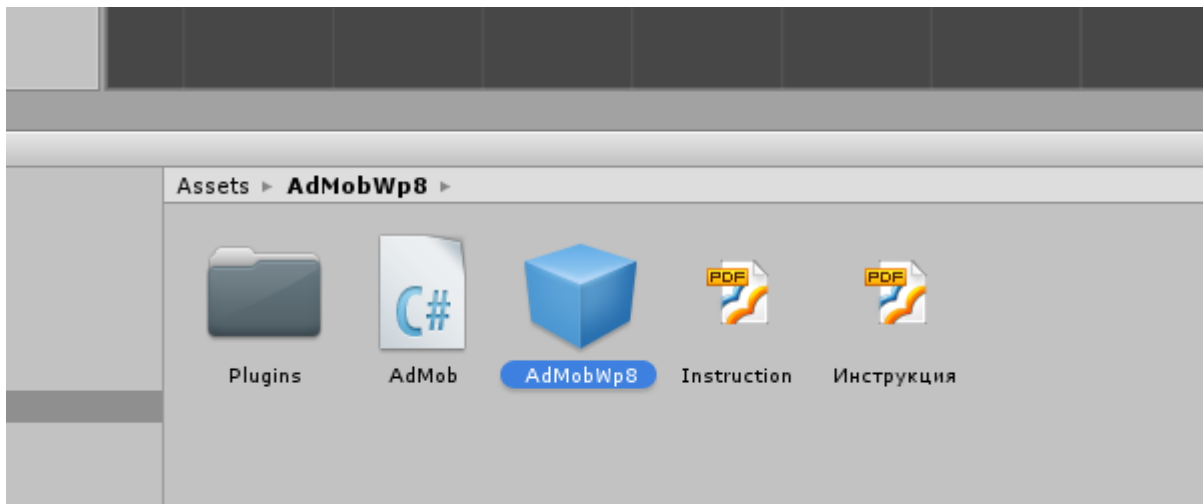 Assets ▸ AdMobWp8 ▸
C#
PDF
PDF
Plugins AdMob AdMobWp8 Instruction Инструкция